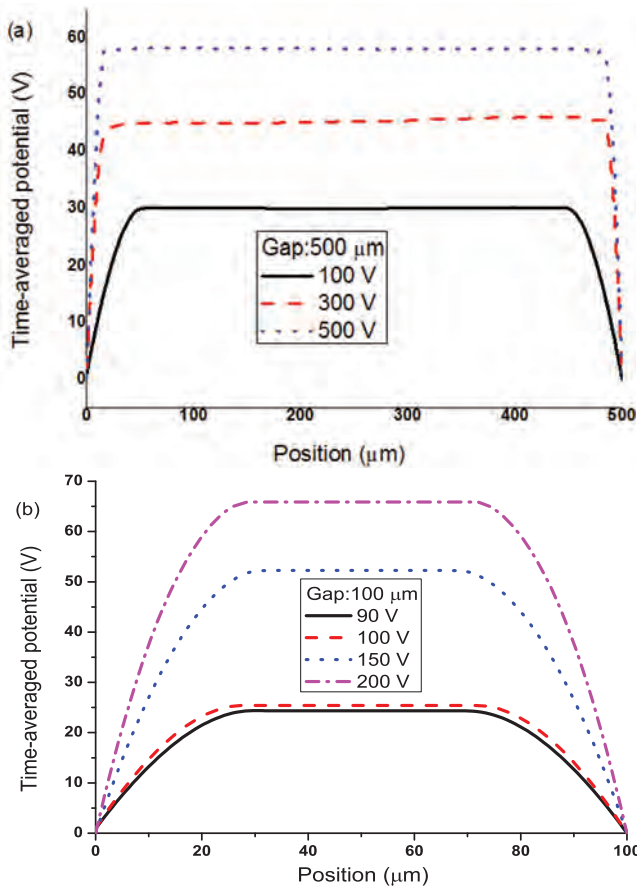 (a)
Time-averaged potential (V)
60
50
40
30
20
10
0
Gap:500 μm
100 V
300 V
500 V
0 100 200 300 400 500
Position (μm)
(b)
Time-averaged potential (V)
70
60
50
40
30
20
10
0
Gap:100 μm
90 V
100 V
150 V
200 V
0 20 40 60 80 100
Position (μm)